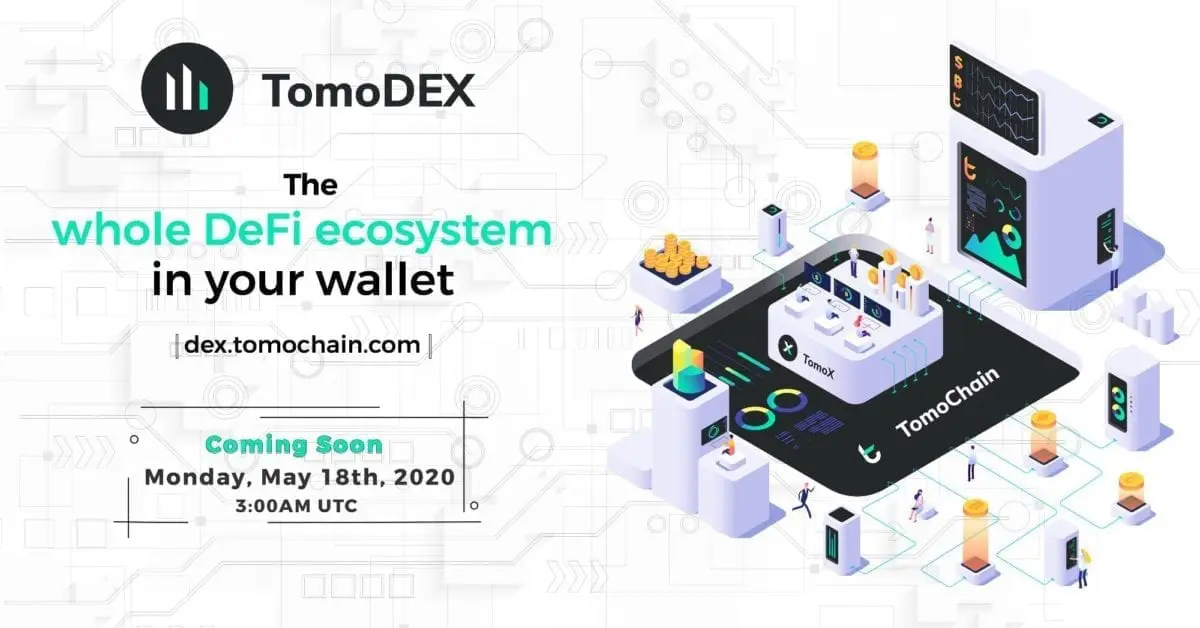 TomoDEX
The
whole DeFi ecosystem
in your wallet
dex.tomochain.com
Coming Soon
Monday, May 18th, 2020
3:00AM UTC
TomoX
TomoChain